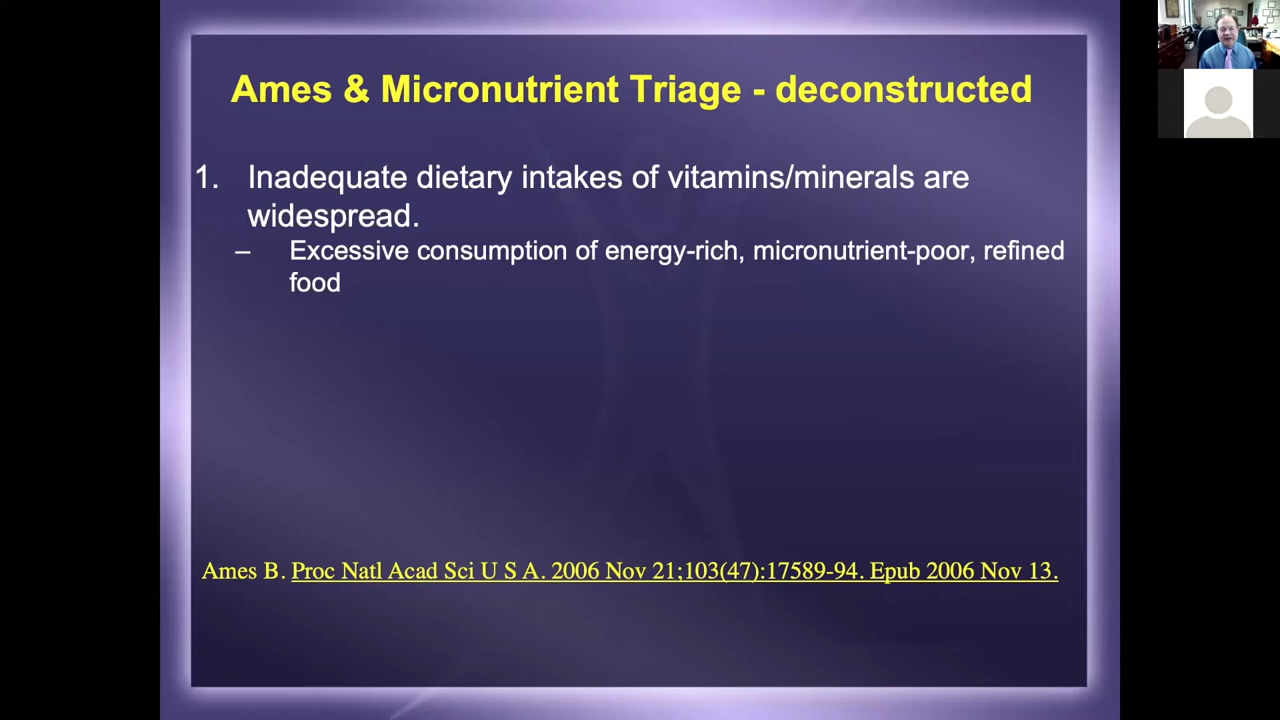 Ames & Micronutrient Triage - deconstructed
1. Inadequate dietary intakes of vitamins/minerals are
widespread.
– Excessive consumption of energy-rich, micronutrient-poor, refined
food
Ames B. Proc Natl Acad Sci U S A. 2006 Nov 21;103(47):17589-94. Epub 2006 Nov 13.